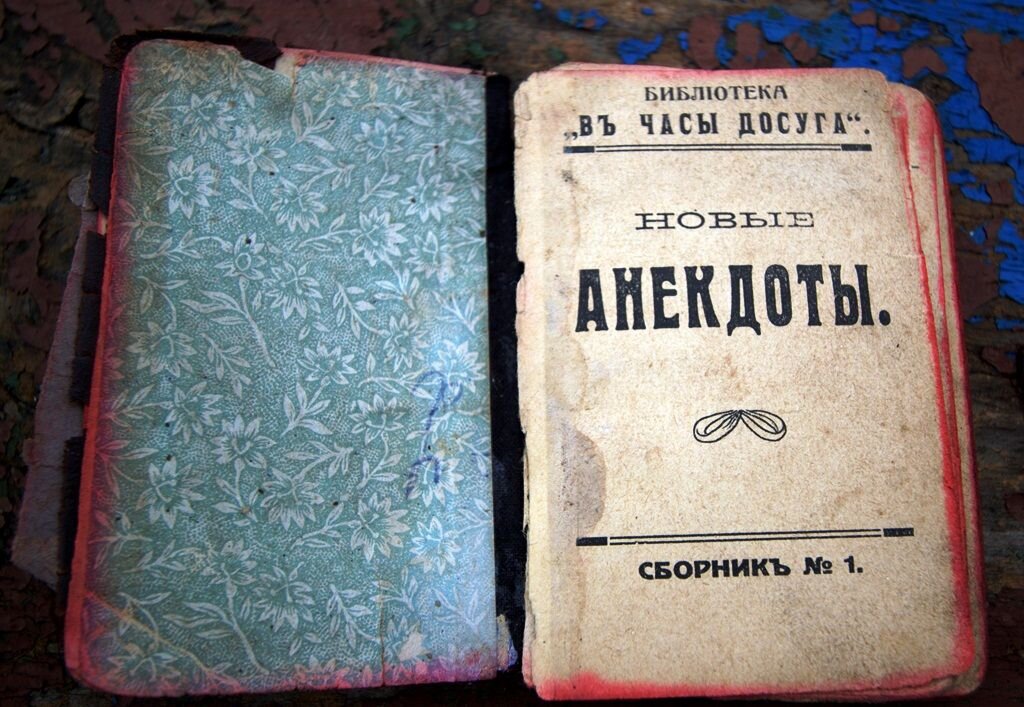 БИБЛІОТЕКА
„ВЪ ЧАСЫ ДОСУГА“.
НОВЫЕ
АНЕКДОТЫ.
СБОРНИКЪ № 1.